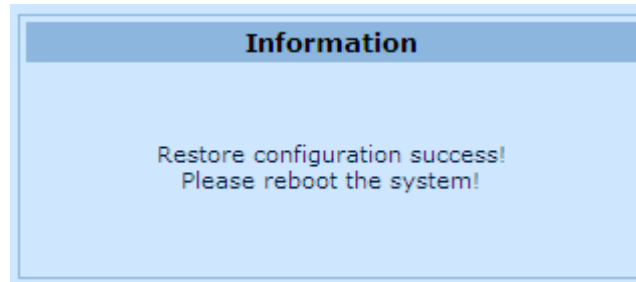 Information
Restore configuration success!
Please reboot the system!